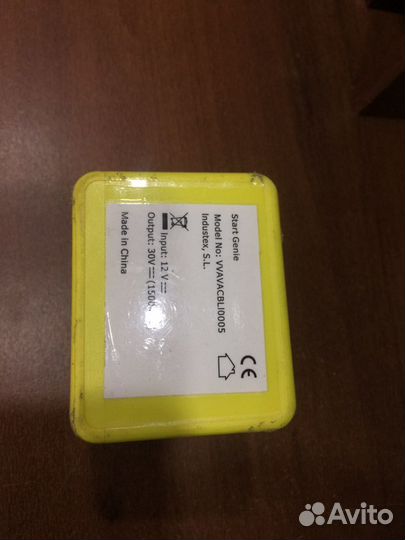 Start Genie
Model No: VVAVACBLI0005
Industex, S.L.
Input: 12 V
Output: 30V
Made in China
CE
Avito